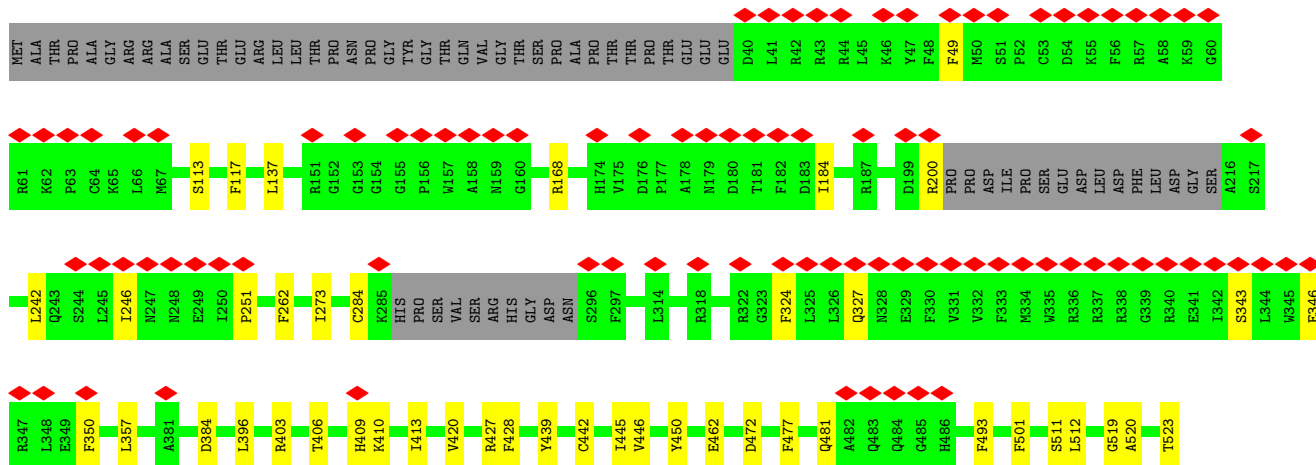 MET ALA THR PRO ALA GLY ARG ARG ALA SER GLU THR GLU ARG LEU LEU THR PRO ASN PRO PRO GLY TYR GLY THR GLN VAL GLY THR SER PRO ALA PRO THR THR PRO THR GLU GLU GLU D40 L41 R42 R43 R44 L45 K46 Y47 F48 F49 M50 S51 P52 C53 D54 K55 F56 R57 A58 K59 G60
R61 K62 P63 C64 K65 L66 M67 S113 F117 L137 R151 G152 G153 G154 G155 P156 W157 A158 N159 G160 R168 H174 V175 D176 P177 A178 N179 D180 T181 F182 D183 I184 R187 D199 R200 PRO PRO ASP ILE PRO SER GLU ASP LEU ASP PHE LEU ASP GLY SER A216 S217
L242 Q243 S244 L245 I246 N247 N248 E249 I250 P251 F262 I273 C284 K285 HIS PRO SER VAL SER ARG HIS GLY ASP ASN S296 F297 L314 R318 R322 G323 F324 L325 L326 Q327 N328 E329 F330 V331 V332 F333 M334 W335 R336 R337 R338 G339 R340 E341 I342 S343 L344 W345 E346
R347 L348 E349 F350 L357 A381 D384 L396 R403 T406 H409 K410 I413 V420 R427 F428 Y439 C442 I445 V446 Y450 E462 D472 F477 Q481 A482 Q483 Q484 G485 H486 F493 F501 S511 L512 G519 A520 T523